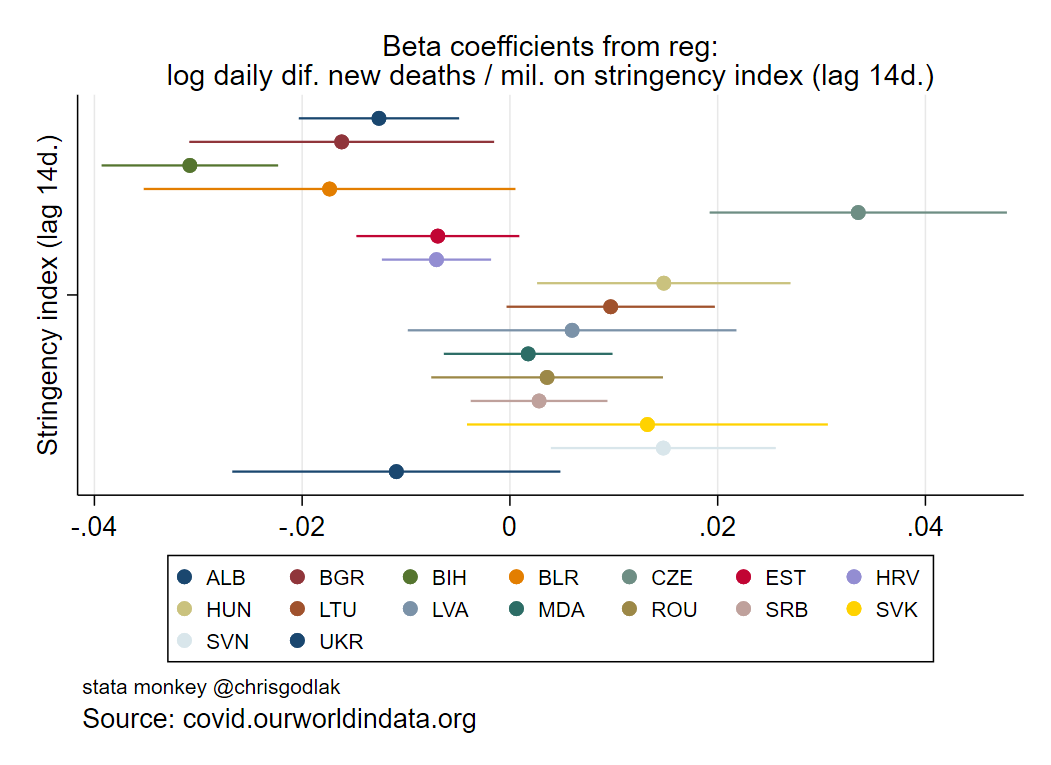 Beta coefficients from reg:
log daily dif. new deaths / mil. on stringency index (lag 14d.)
Stringency index (lag 14d.)
-.04 -.02 0 .02 .04
ALB BGR BIH BLR CZE EST HRV
HUN LTU LVA MDA ROU SRB SVK
SVN UKR
stata monkey @chrisgodlak
Source: covid.ourworldindata.org